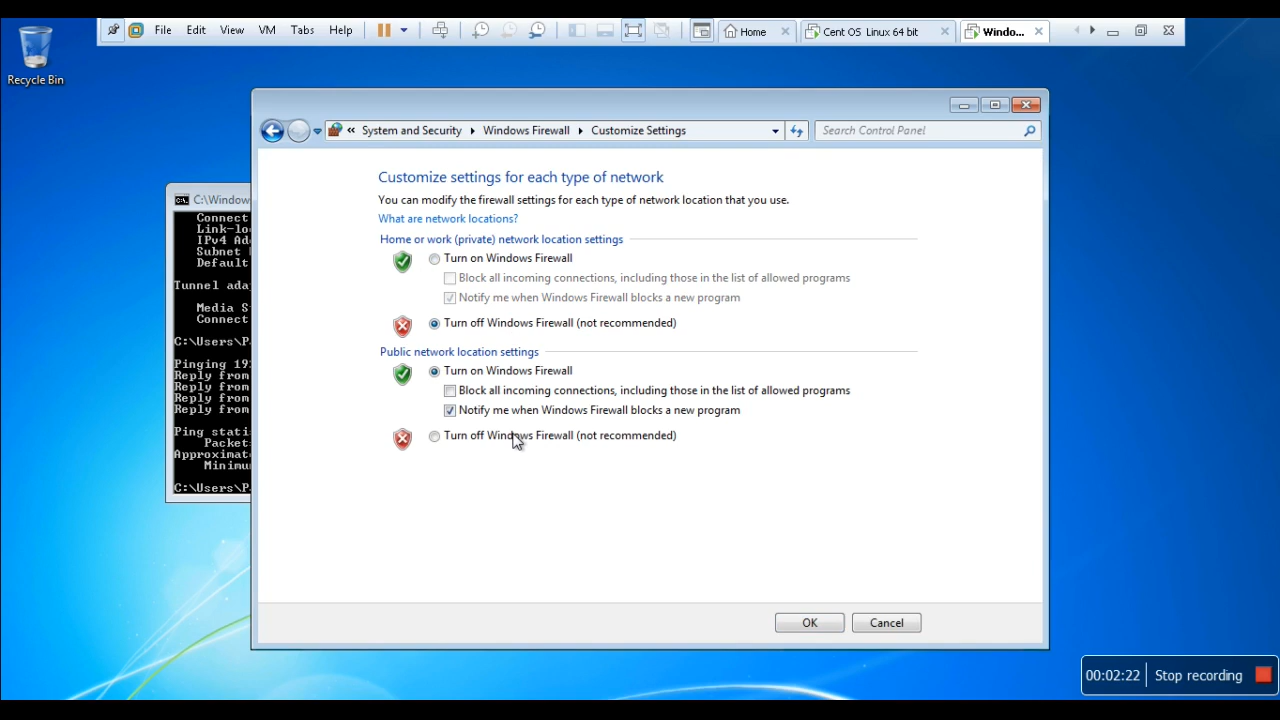 File Edit View VM Tabs Help
Home
Cent OS Linux 64 bit
Windo...
Recycle Bin
System and Security
Windows Firewall
Customize Settings
Search Control Panel
Customize settings for each type of network
You can modify the firewall settings for each type of network location that you use.
What are network locations?
Home or work (private) network location settings
Turn on Windows Firewall
Block all incoming connections, including those in the list of allowed programs
Notify me when Windows Firewall blocks a new program
Turn off Windows Firewall (not recommended)
Public network location settings
Turn on Windows Firewall
Block all incoming connections, including those in the list of allowed programs
Notify me when Windows Firewall blocks a new program
Turn off Windows Firewall (not recommended)
OK
Cancel
C:\Window
Connect
Link-lo
IPv4 Ad
Subnet
Default
Tunnel ada
Media S
Connect
C:\Users\P
Pinging 19
Reply from
Reply from
Reply from
Reply from
Ping stati
Packet
Approximat
Minimu
C:\Users\P
00:02:22
Stop recording